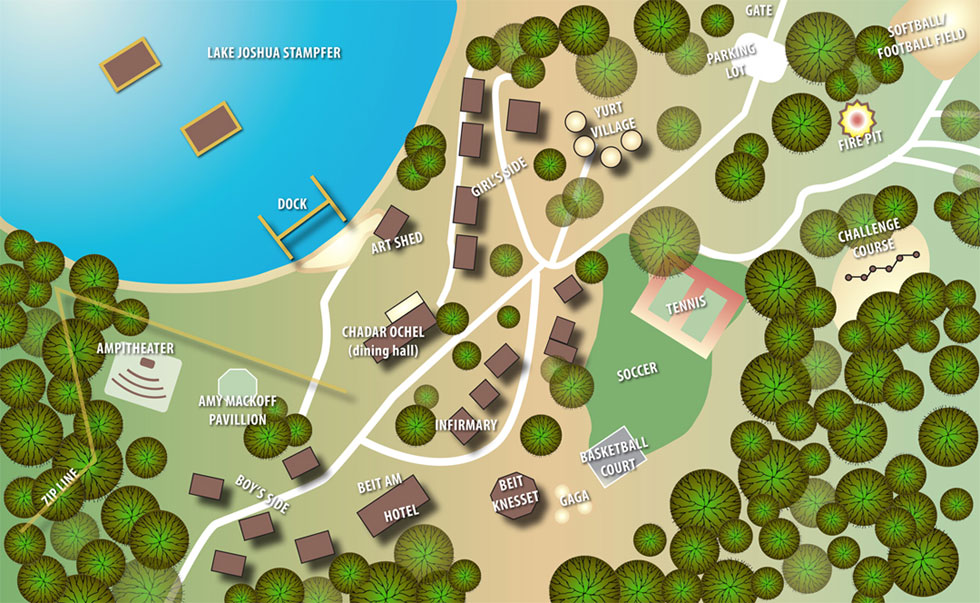 GATE
SOFTBALL/
FOOTBALL FIELD
LAKE JOSHUA STAMPFER
PARKING
LOT
YURT
VILLAGE
FIRE PIT
GIRL'S SIDE
DOCK
ART SHED
CHALLENGE
COURSE
TENNIS
CHADAR OCHEL
(dining hall)
AMPITHEATER
SOCCER
AMY MACKOFF
PAVILLION
INFIRMARY
BASKETBALL
COURT
ZIP LINE
BOY'S SIDE
BEIT AM
HOTEL
BEIT
KNESSET
GAGA